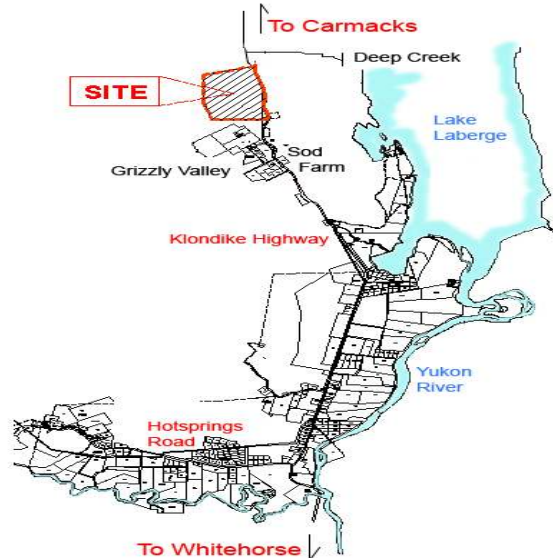 To Carmacks
Deep Creek
SITE
Lake
Laberge
Sod
Farm
Grizzly Valley
Klondike Highway
Yukon
River
Hotsprings
Road
To Whitehorse